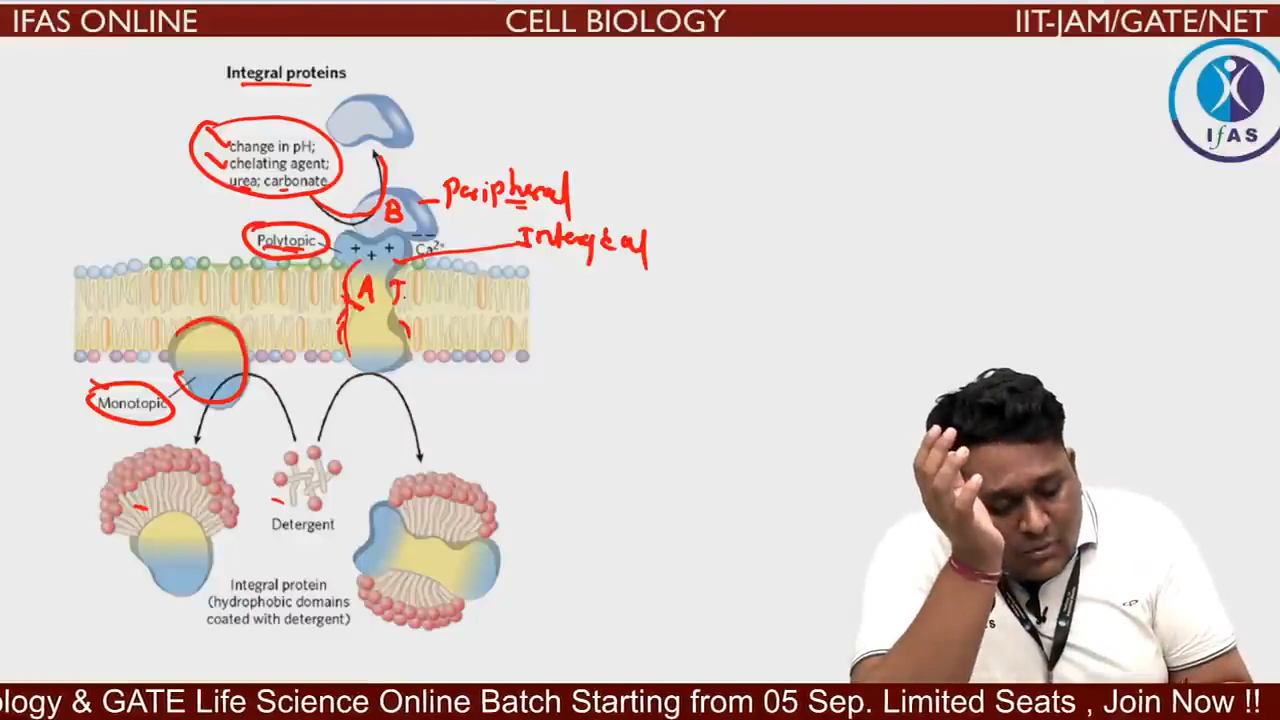 IFAS ONLINE
CELL BIOLOGY
IIT-JAM/GATE/NET
IfAS
Integral proteins
change in pH;
chelating agent;
urea; carbonate
B
Peripheral
Polytopic
Integral
+ + +
Ca²⁺
A
Monotopic
Detergent
Integral protein
(hydrophobic domains
coated with detergent)
ology & GATE Life Science Online Batch Starting from 05 Sep. Limited Seats , Join Now !!